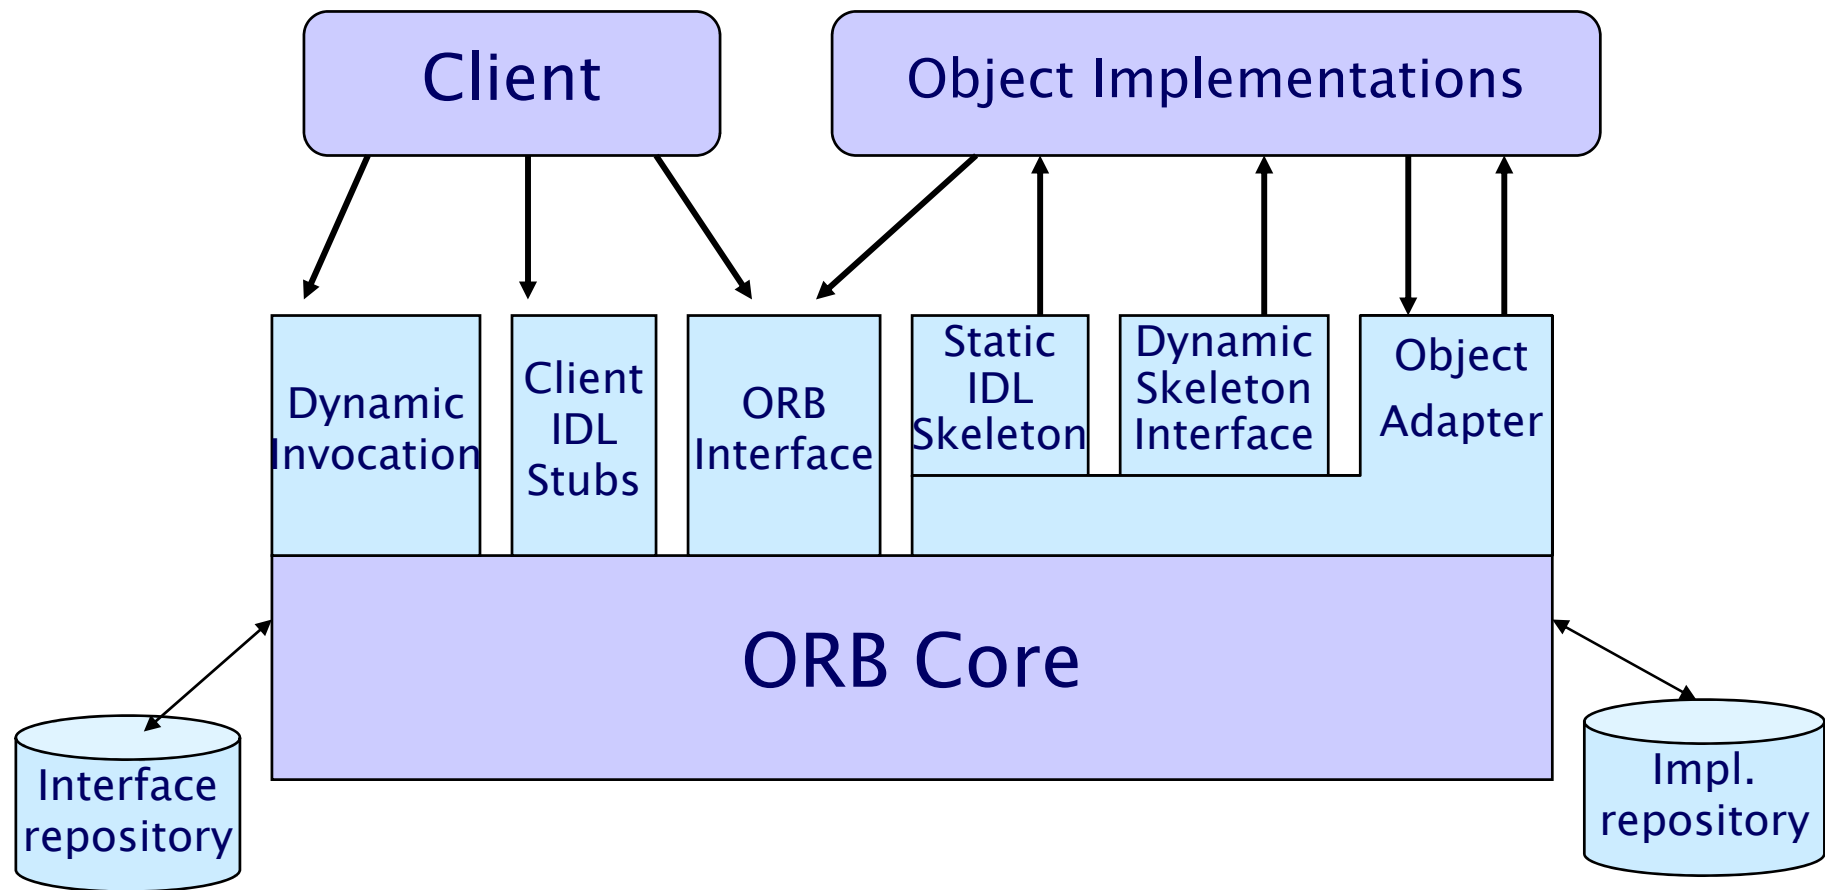 Client
Object Implementations
Dynamic
Invocation
Client
IDL
Stubs
ORB
Interface
Static
IDL
Skeleton
Dynamic
Skeleton
Interface
Object
Adapter
ORB Core
Interface
repository
Impl.
repository